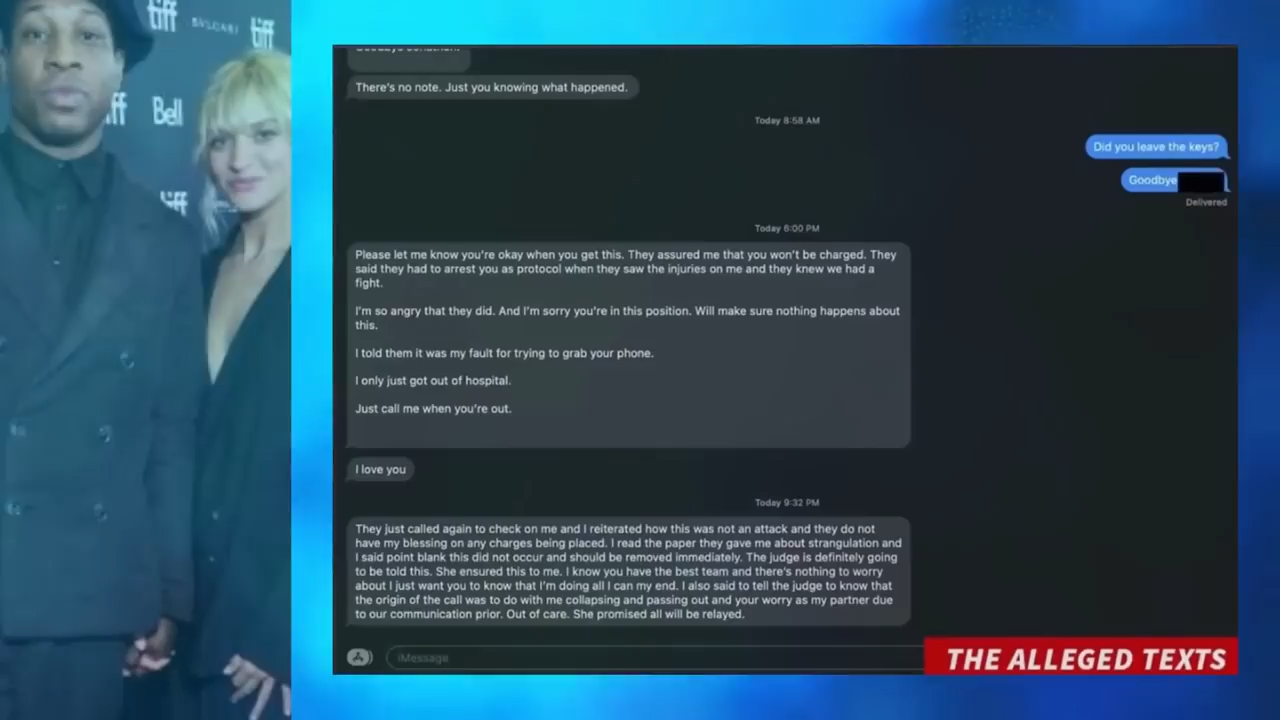 tiff
BVLGARI
tiff
tiff
Bell
tiff
There's no note. Just you knowing what happened.
Today 8:58 AM
Did you leave the keys?
Goodbye
Delivered
Today 6:00 PM
Please let me know you're okay when you get this. They assured me that you won't be charged. They
said they had to arrest you as protocol when they saw the injuries on me and they knew we had a
fight.
I'm so angry that they did. And I'm sorry you're in this position. Will make sure nothing happens about
this.
I told them it was my fault for trying to grab your phone.
I only just got out of hospital.
Just call me when you're out.
I love you
Today 9:32 PM
They just called again to check on me and I reiterated how this was not an attack and they do not
have my blessing on any charges being placed. I read the paper they gave me about strangulation and
I said point blank this did not occur and should be removed immediately. The judge is definitely going
to be told this. She ensured this to me. I know you have the best team and there's nothing to worry
about I just want you to know that I'm doing all I can my end. I also said to tell the judge to know that
the origin of the call was to do with me collapsing and passing out and your worry as my partner due
to our communication prior. Out of care. She promised all will be relayed.
iMessage
THE ALLEGED TEXTS